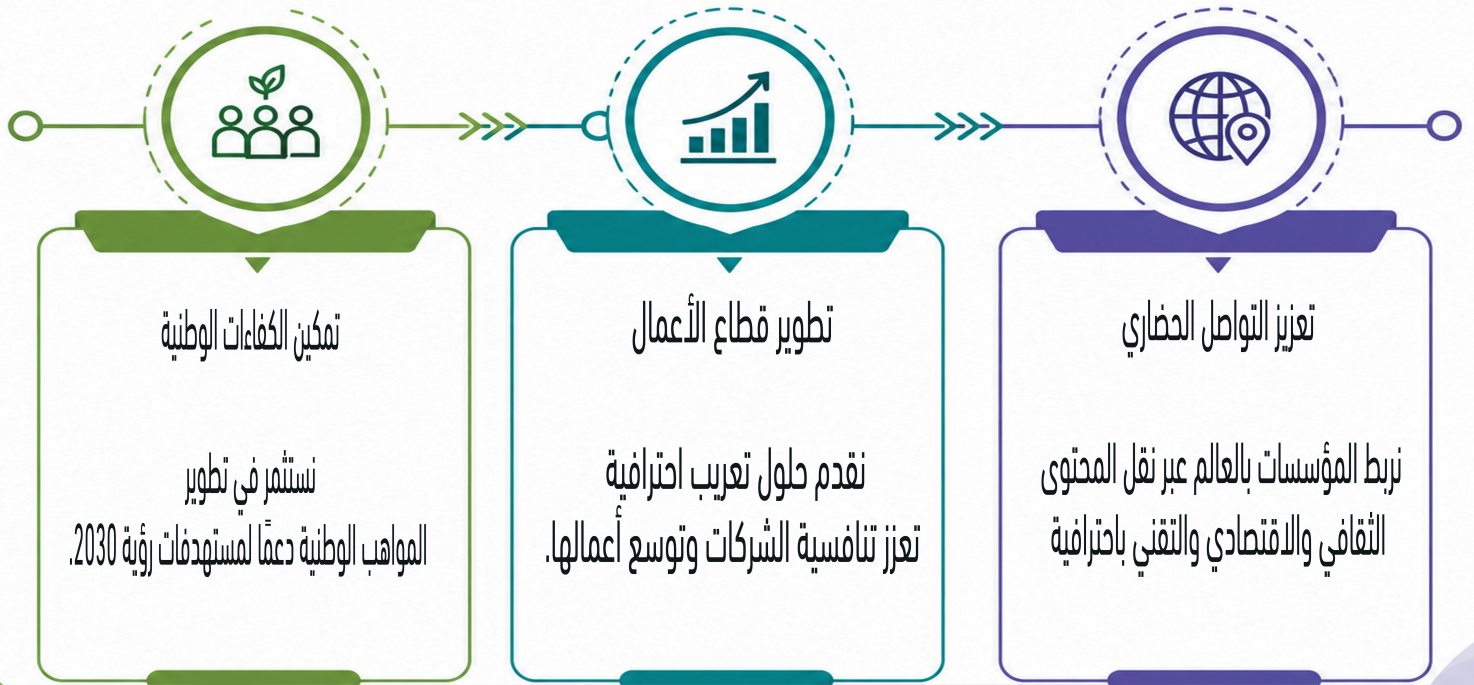 تعزيز التواصل الحضاري
نربط المؤسسات بالعالم عبر نقل المحتوى
الثقافي والاقتصادي والتقني باحترافية
تطوير قطاع الأعمال
نقدم حلول تعريب احترافية
تعزز تنافسية الشركات وتوسع أعمالها.
تمكين الكفاءات الوطنية
نستثمر في تطوير
المواهب الوطنية دعمًا لمستهدفات رؤية 2030.